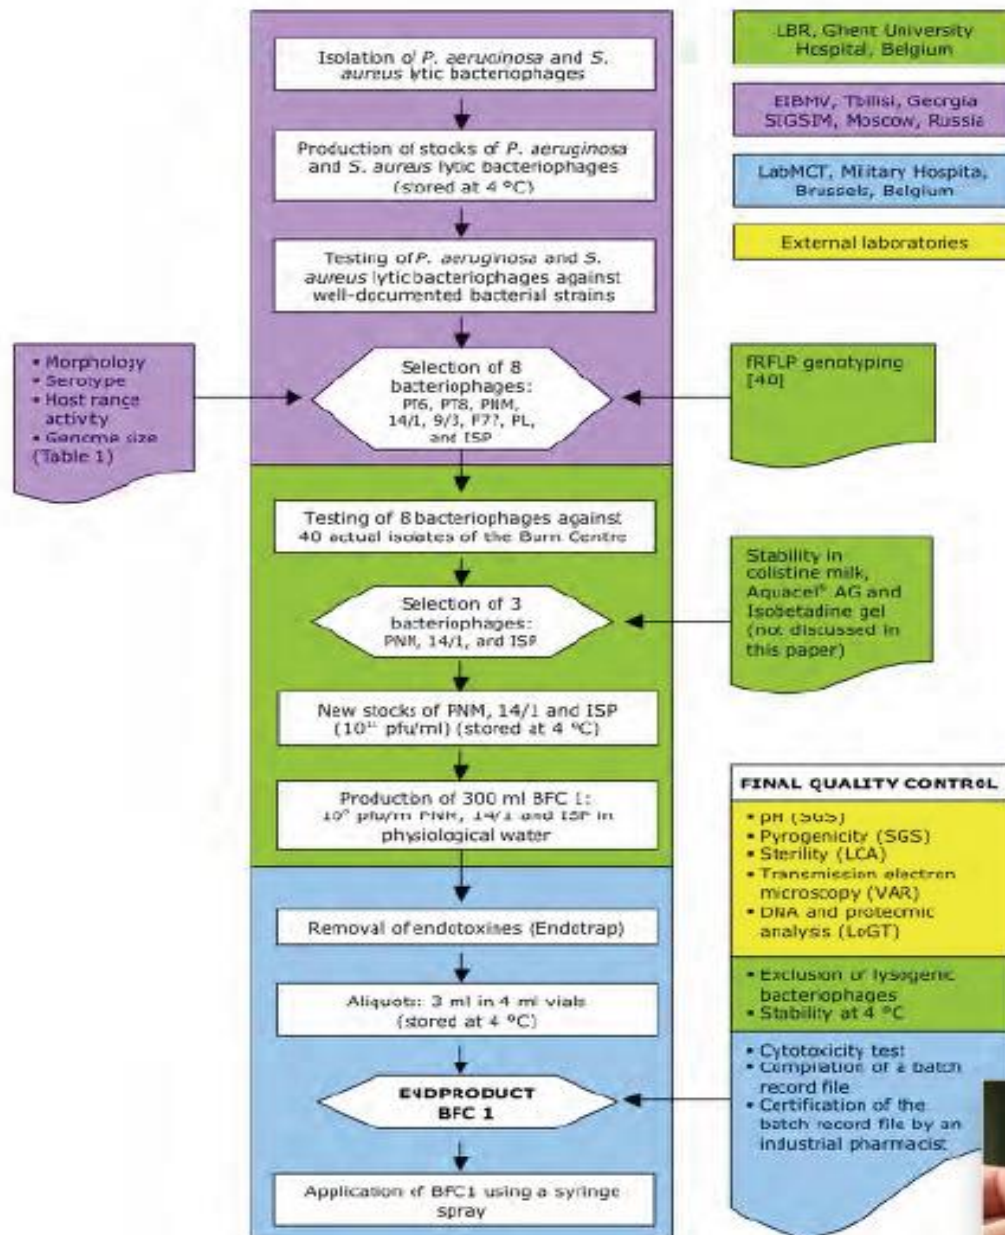 Isolation of P. aeruginosa and S.
aureus lytic bacteriophages
Production of stocks of P. aeruginosa
and S. aureus lytic bacteriophages
(stored at 4 °C)
Testing of P. aeruginosa and S.
aureus lytic bacteriophages against
well-documented bacterial strains
• Morphology
• Serotype
• Host range
activity
• Genome size
(Table 1)
Selection of 8
bacteriophages:
PT6, PT8, PNM,
14/1, 9/3, PL,
and ISP
fRFLP genotyping
[40]
Testing of 8 bacteriophages against
40 actual isolates of the Burn Centre
Selection of 3
bacteriophages:
PNM, 14/1, and ISP
Stability in
colistine milk,
Aquacel® AG and
Isobetadine gel
(not discussed in
this paper)
New stocks of PNM, 14/1 and ISP
(stored at 4 °C)
Production of 300 ml BFC 1:
10⁹ pfu/ml PNM, 14/1 and ISP in
physiological water
Removal of endotoxines (Endotrap)
Aliquots: 3 ml in 4 ml vials
(stored at 4 °C)
ENDPRODUCT
BFC 1
Application of BFC1 using a syringe
spray
LBR, Ghent University
Hospital, Belgium
EIBMV, Tbilisi, Georgia
SIGSIM, Moscow, Russia
LabMCT, Military Hospital,
Brussels, Belgium
External laboratories
FINAL QUALITY CONTROL
• pH (SGS)
• Pyrogenicity (SGS)
• Sterility (LCA)
• Transmission electron
microscopy (VAR)
• DNA and proteomic
analysis (LoGT)
• Exclusion of lysogenic
bacteriophages
• Stability at 4 °C
• Cytotoxicity test
• Compilation of a batch
record file
• Certification of the
batch record file by an
industrial pharmacist